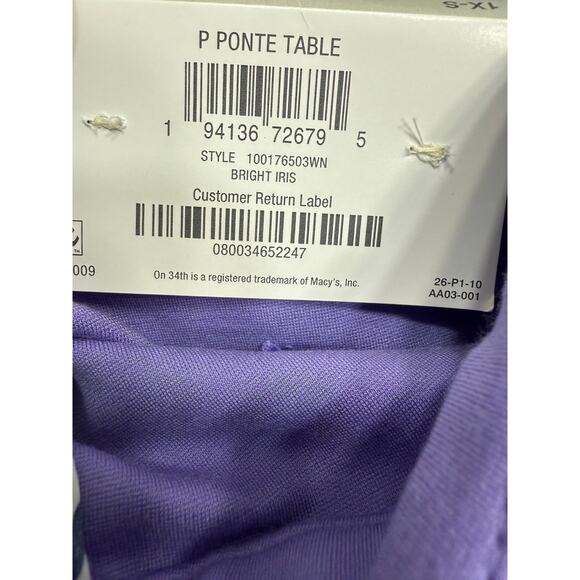 1X-S
P PONTE TABLE
1 94136 72679 5
STYLE 100176503WN
BRIGHT IRIS
Customer Return Label
080034652247
009
On 34th is a registered trademark of Macy's, Inc.
26-P1-10
AA03-001